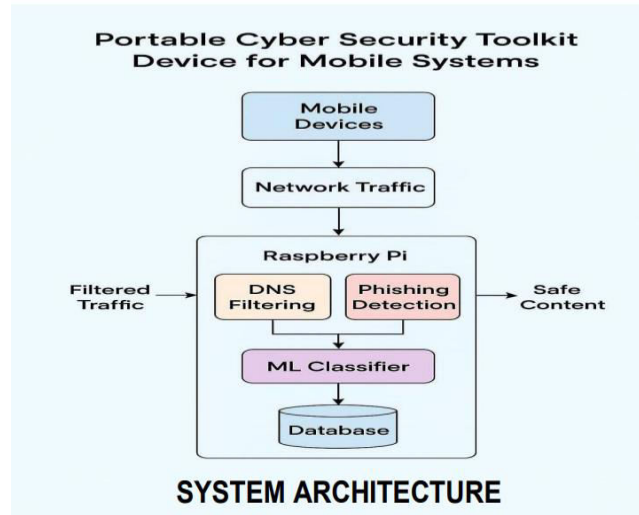 Portable Cyber Security Toolkit
Device for Mobile Systems
Mobile
Devices
Network Traffic
Raspberry Pi
Filtered
Traffic
DNS
Filtering
Phishing
Detection
Safe
Content
ML Classifier
Database
SYSTEM ARCHITECTURE